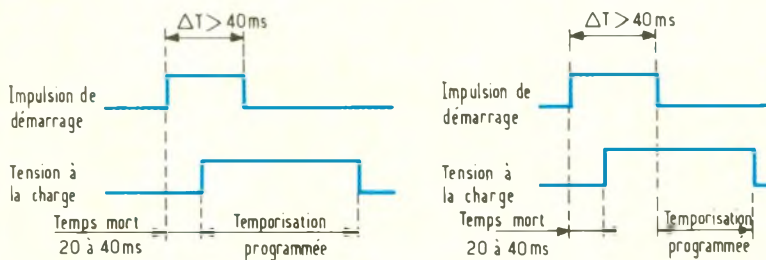 ΔT > 40ms
Impulsion de
démarrage
Tension à
la charge
Temps mort
20 à 40ms
Temporisation
programmée
ΔT > 40ms
Impulsion de
démarrage
Tension à
la charge
Temps mort
20 à 40ms
Temporisation
programmée